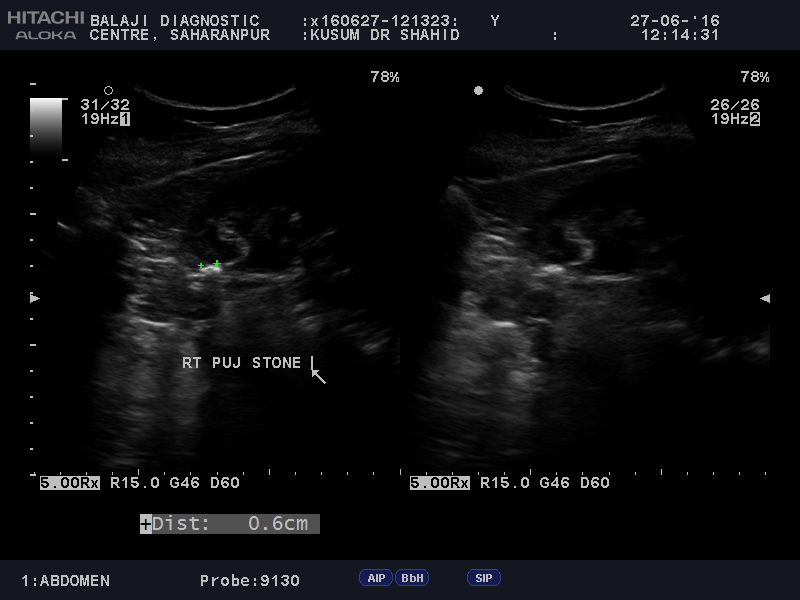 HITACHI
ALOKA
BALAJI DIAGNOSTIC :x160627-121323: Y 27-06-'16
CENTRE, SAHARANPUR :KUSUM DR SHAHID : 12:14:31
78% 78%
31/32 26/26
19Hz1 19Hz2
RT PUJ STONE
5.00Rx R15.0 G46 D60 5.00Rx R15.0 G46 D60
+Dist: 0.6cm
1:ABDOMEN Probe:9130 AIP BbH SIP